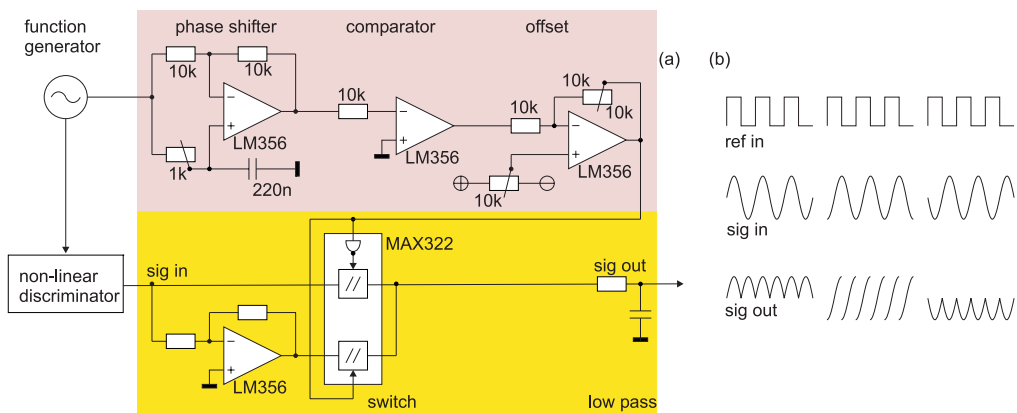 function
generator
phase shifter
comparator
offset
(a)
(b)
10k
10k
10k
10k
10k
10k
1k
220n
10k
LM356
LM356
LM356
ref in
sig in
sig out
MAX322
sig in
sig out
non-linear
discriminator
LM356
switch
low pass